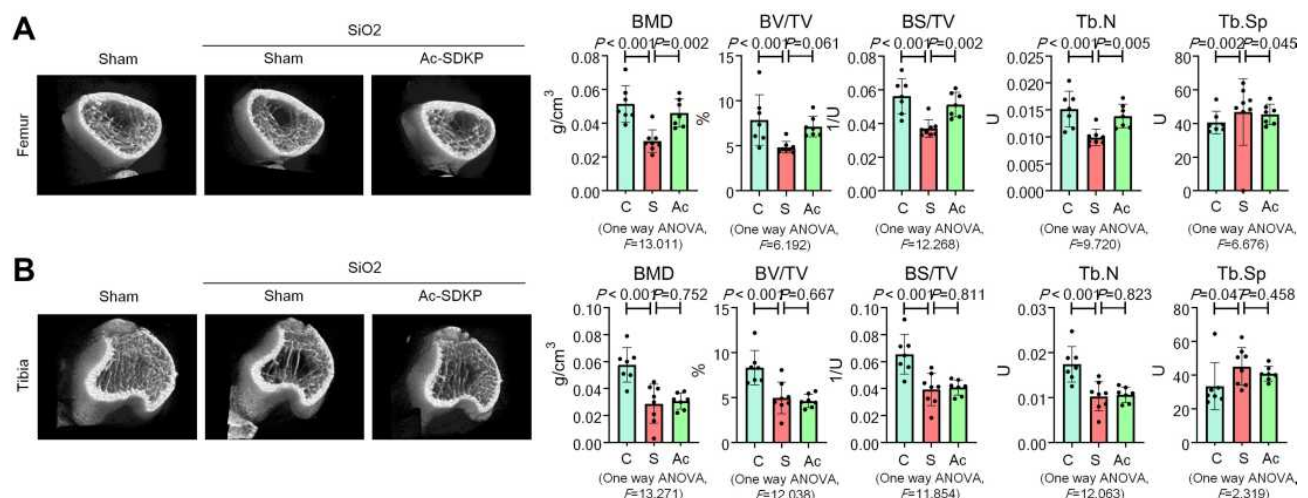 A
SiO2
Sham Sham Ac-SDKP
Femur
BMD BV/TV BS/TV Tb.N Tb.Sp
P < 0.001 P=0.002 P < 0.001 P=0.061 P < 0.001 P=0.002 P < 0.001 P=0.005 P=0.002 P=0.045
g/cm³
0.08
0.06
0.04
0.02
0.00
%
15
10
5
0
1/U
0.08
0.06
0.04
0.02
0.00
U
0.025
0.020
0.015
0.010
0.005
0.000
U
80
60
40
20
0
C S Ac C S Ac C S Ac C S Ac C S Ac
(One way ANOVA, (One way ANOVA, (One way ANOVA, (One way ANOVA, (One way ANOVA,
F=13.011) F=6.192) F=12.268) F=9.720) F=6.676)
B
SiO2
Sham Sham Ac-SDKP
Tibia
BMD BV/TV BS/TV Tb.N Tb.Sp
P < 0.001 P=0.752 P < 0.001 P=0.667 P < 0.001 P=0.811 P < 0.001 P=0.823 P=0.047 P=0.458
g/cm³
0.10
0.08
0.06
0.04
0.02
0.00
%
15
10
5
0
1/U
0.10
0.08
0.06
0.04
0.02
0.00
U
0.03
0.02
0.01
0.00
U
80
60
40
20
0
C S Ac C S Ac C S Ac C S Ac C S Ac
(One way ANOVA, (One way ANOVA, (One way ANOVA, (One way ANOVA, (One way ANOVA,
F=13.271) F=12.038) F=11.854) F=12.063) F=2.319)